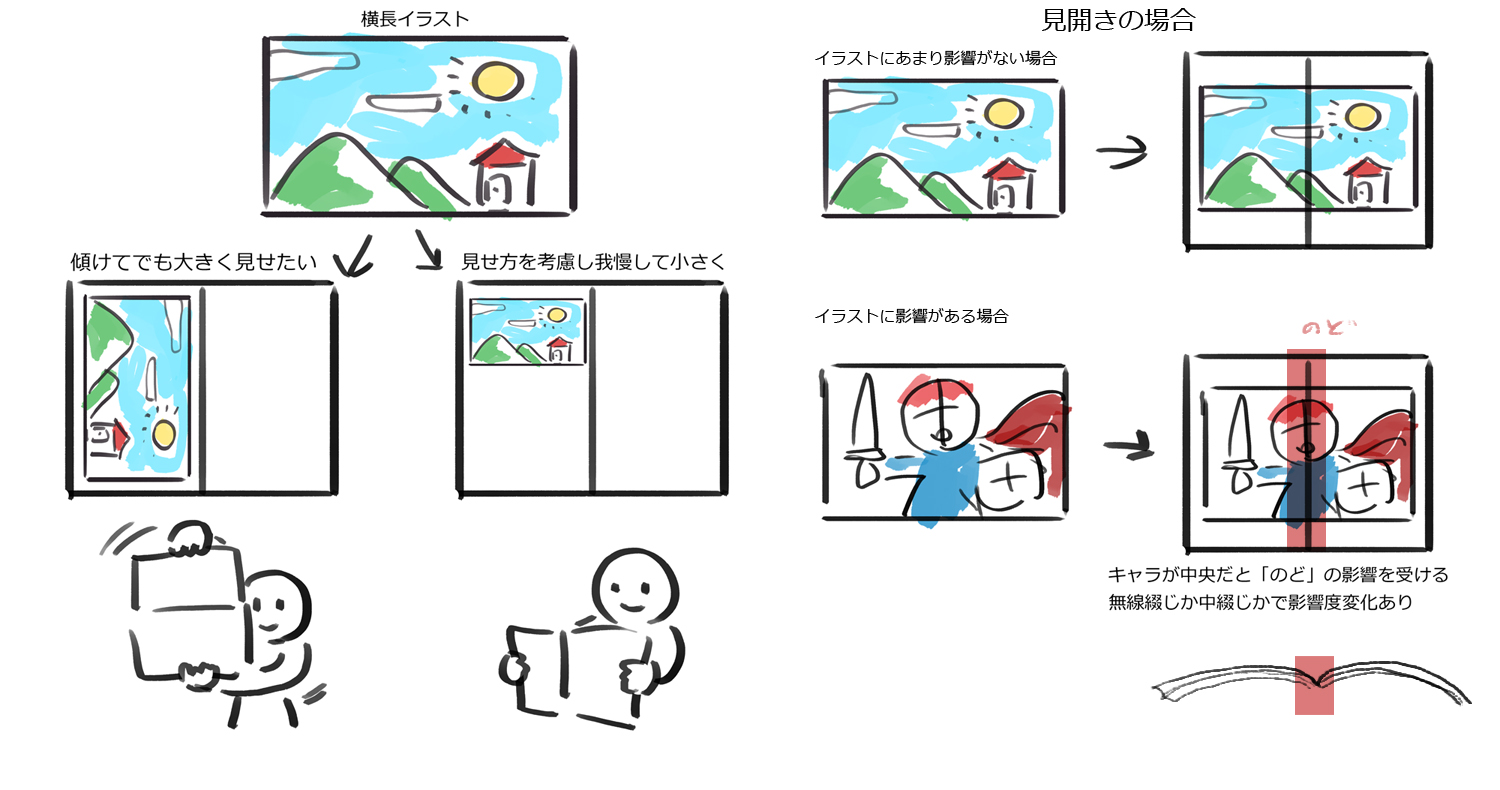 横長イラスト
傾けてでも大きく見せたい
見せ方を考慮し我慢して小さく
見開きの場合
イラストにあまり影響がない場合
イラストに影響がある場合
のど
キャラが中央だと「のど」の影響を受ける
無線綴じか中綴じかで影響度変化あり